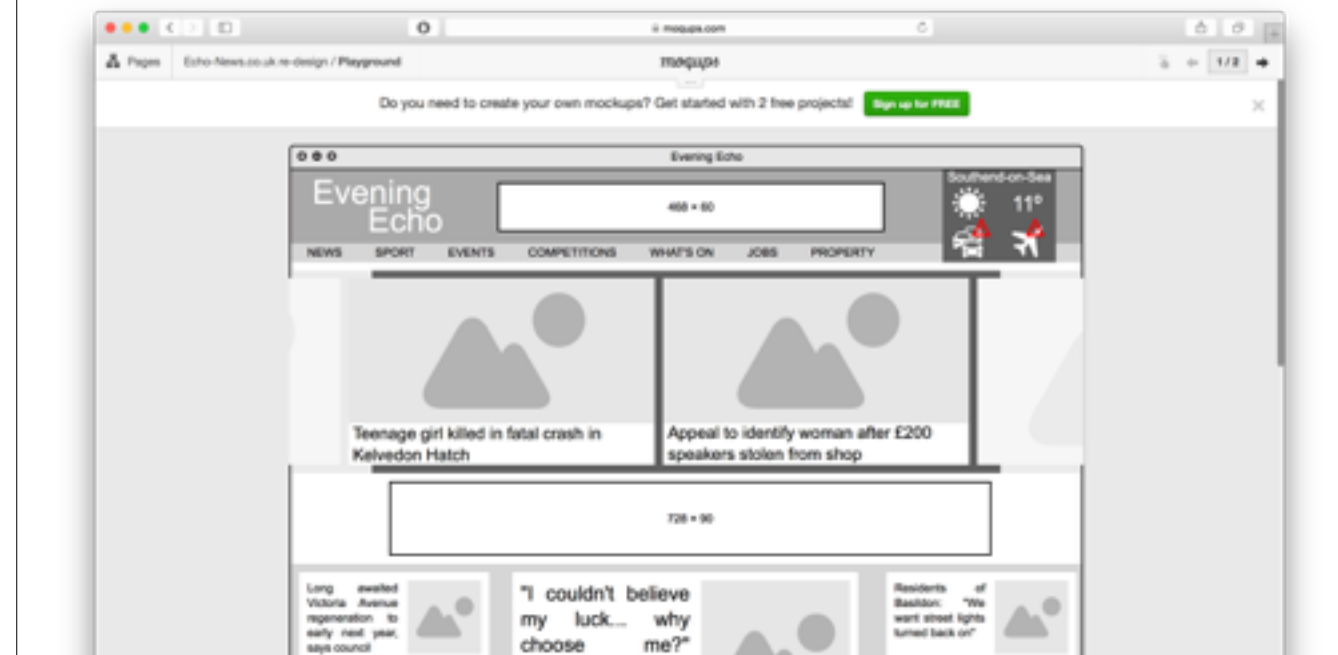 moqups.com
Pages
Echo-News.co.uk re-design / Playground
moqups
1/2
Do you need to create your own mockups? Get started with 2 free projects!
Sign up for FREE
Evening Echo
Evening
Echo
468 × 60
Southend-on-Sea
11º
NEWS SPORT EVENTS COMPETITIONS WHAT'S ON JOBS PROPERTY
Teenage girl killed in fatal crash in
Kelvedon Hatch
Appeal to identify woman after £200
speakers stolen from shop
728 × 90
Long awaited
Victoria Avenue
regeneration to
early next year,
says council
"I couldn't believe
my luck... why
choose me?"
Residents of
Basildon: "We
want street lights
turned back on"